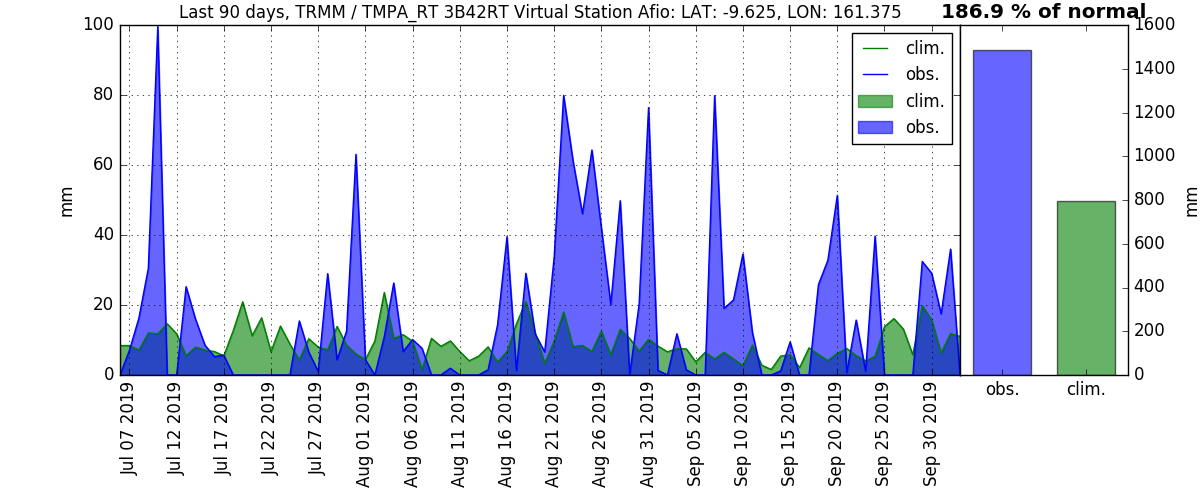 Last 90 days, TRMM / TMPA_RT 3B42RT Virtual Station Afio: LAT: -9.625, LON: 161.375
186.9 % of normal
100
80
60
40
20
0
mm
clim.
obs.
clim.
obs.
1600
1400
1200
1000
800
600
400
200
0
mm
obs.
clim.
Jul 07 2019
Jul 12 2019
Jul 17 2019
Jul 22 2019
Jul 27 2019
Aug 01 2019
Aug 06 2019
Aug 11 2019
Aug 16 2019
Aug 21 2019
Aug 26 2019
Aug 31 2019
Sep 05 2019
Sep 10 2019
Sep 15 2019
Sep 20 2019
Sep 25 2019
Sep 30 2019